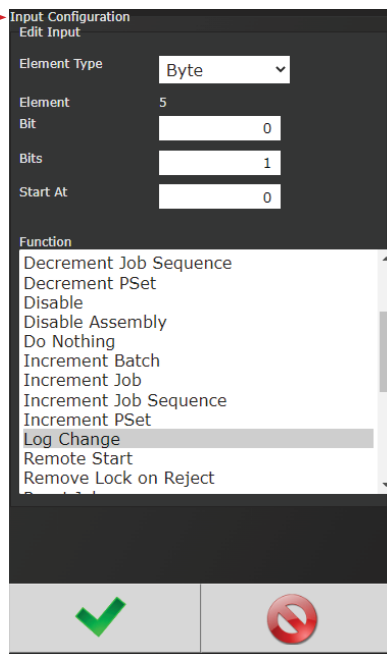 Input Configuration
Edit Input
Element Type Byte
Element 5
Bit 0
Bits 1
Start At 0
Function
Decrement Job Sequence
Decrement PSet
Disable
Disable Assembly
Do Nothing
Increment Batch
Increment Job
Increment Job Sequence
Increment PSet
Log Change
Remote Start
Remove Lock on Reject